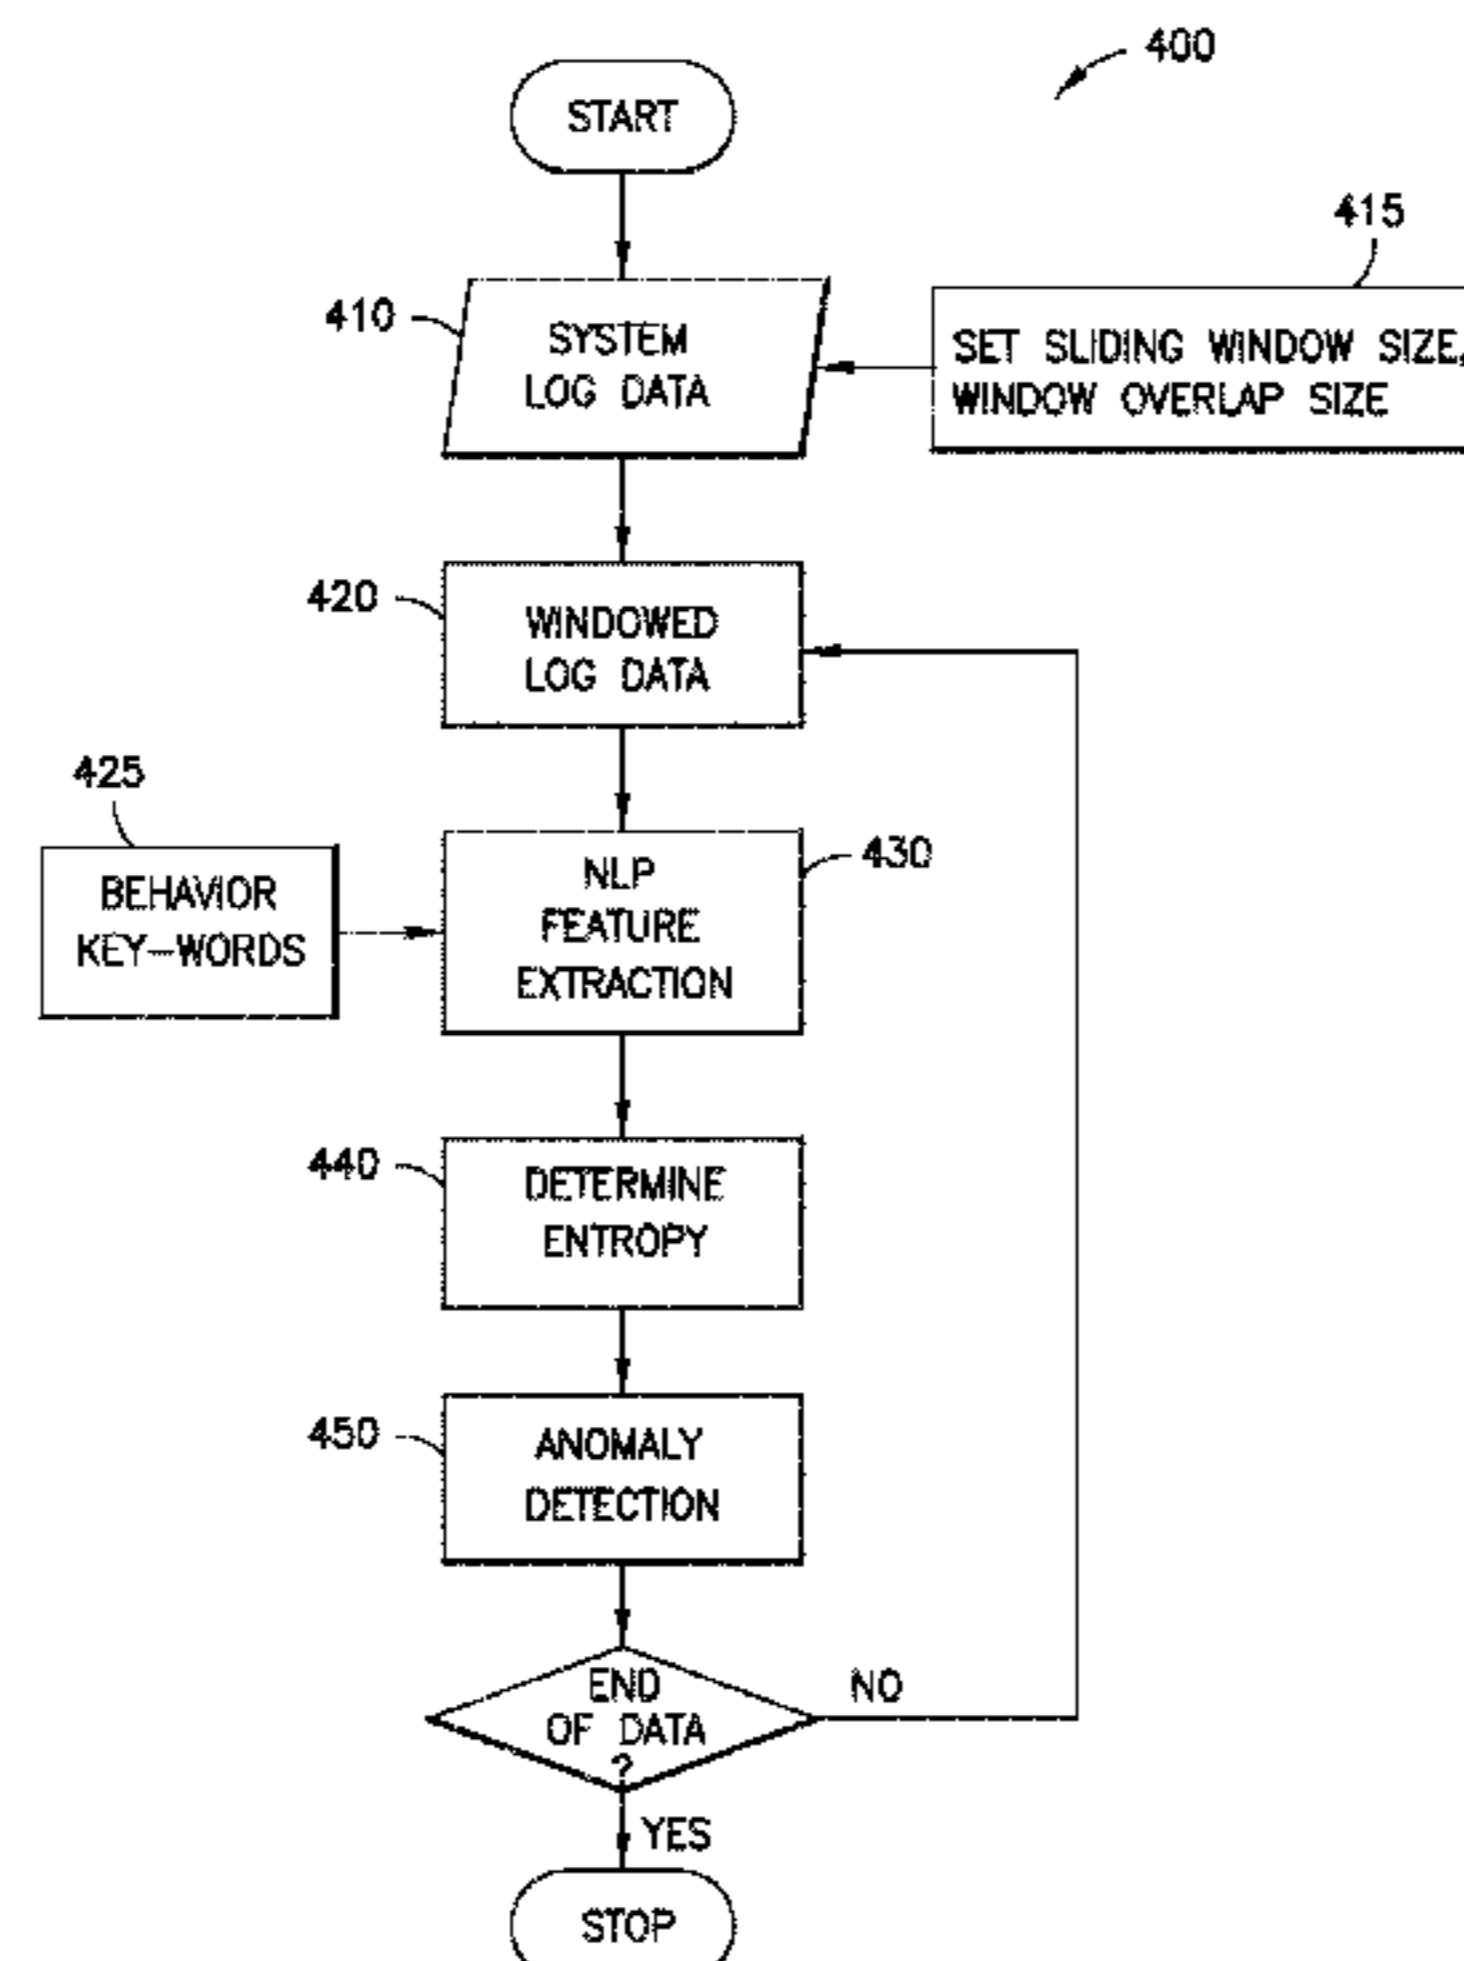 400
START
415
410
SYSTEM
LOG DATA
SET SLIDING WINDOW SIZE,
WINDOW OVERLAP SIZE
420
WINDOWED
LOG DATA
425
BEHAVIOR
KEY-WORDS
430
NLP
FEATURE
EXTRACTION
440
DETERMINE
ENTROPY
450
ANOMALY
DETECTION
END
OF DATA
?
NO
YES
STOP